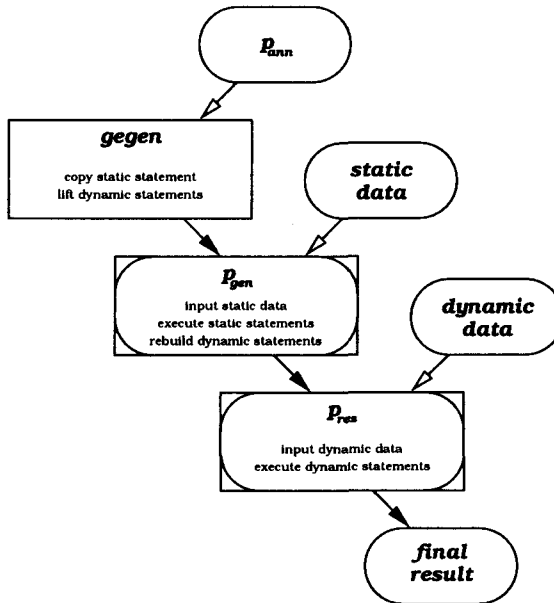 p_ann
gegen
copy static statement
lift dynamic statements
static
data
p_gen
input static data
execute static statements
rebuild dynamic statements
dynamic
data
p_res
input dynamic data
execute dynamic statements
final
result